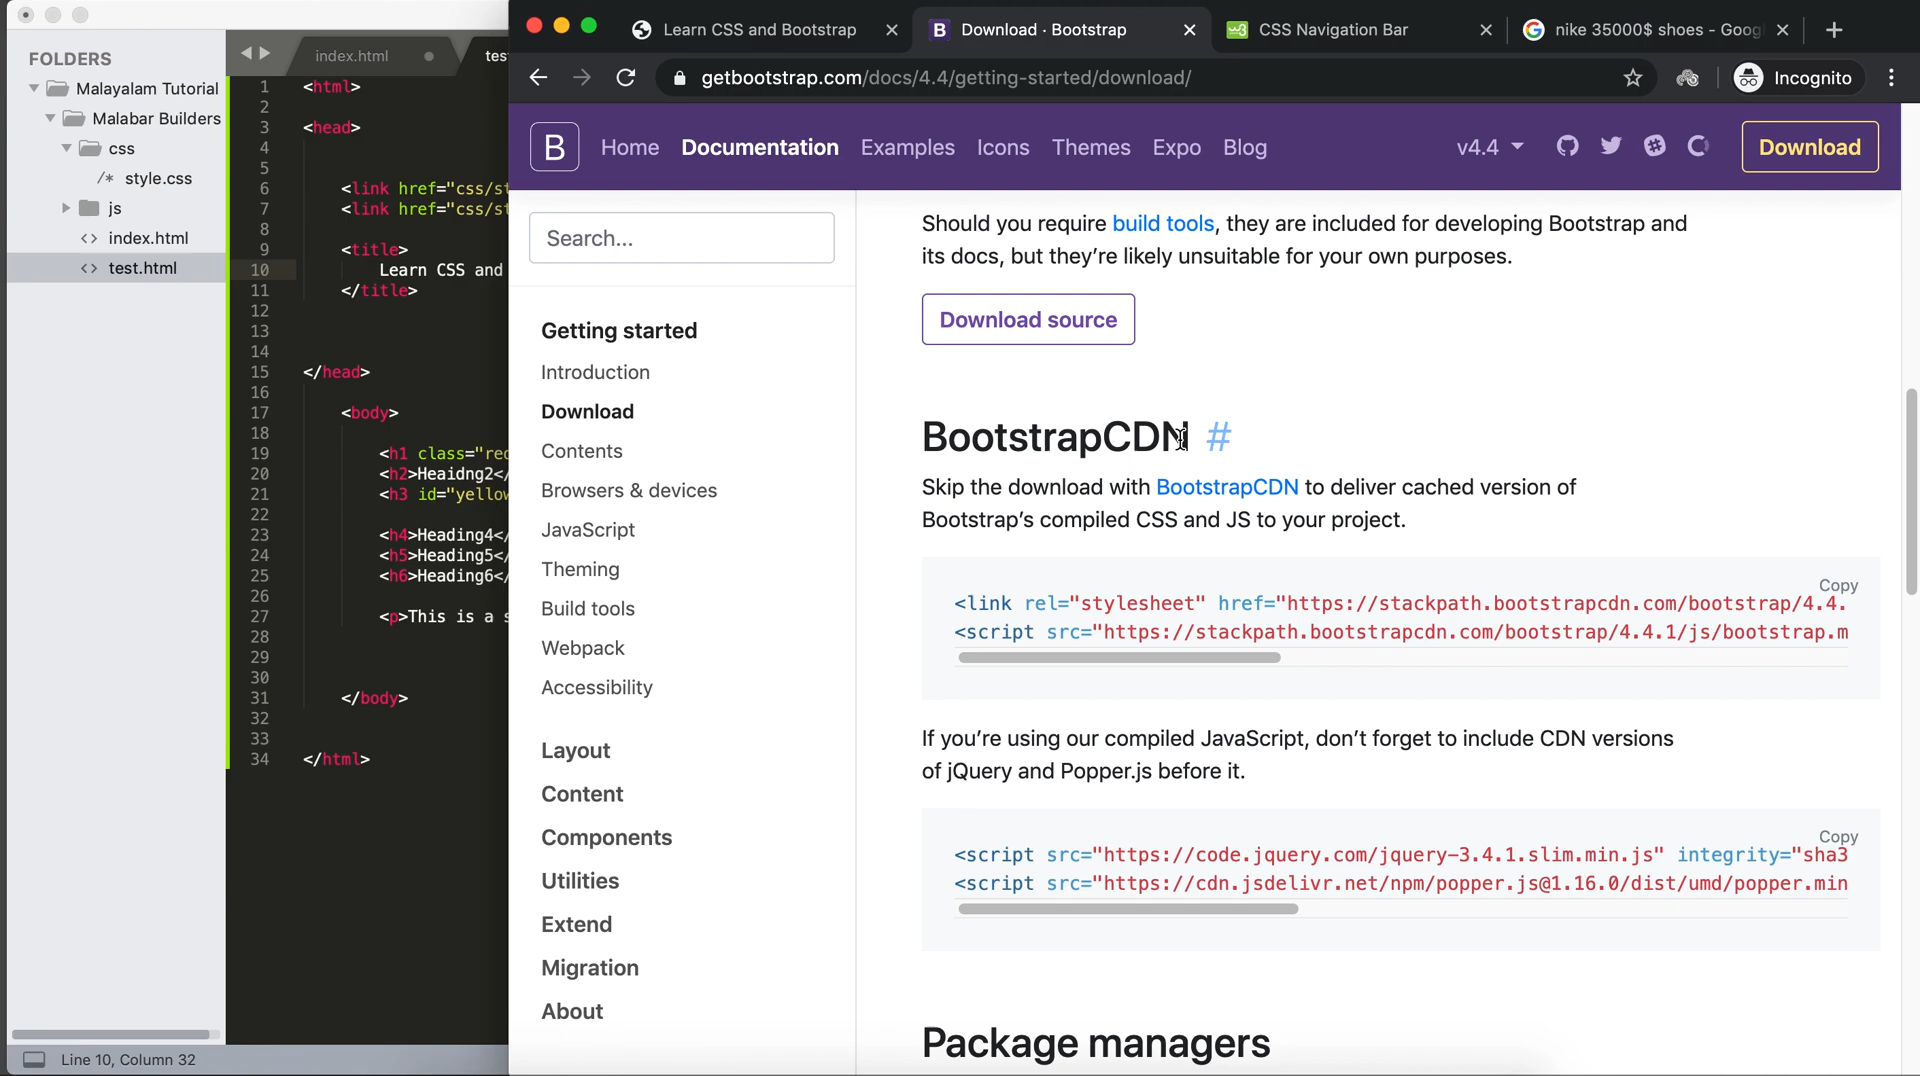 FOLDERS
Malayalam Tutorial
Malabar Builders
css
/* style.css
js
<> index.html
<> test.html
index.html
tes
1 <html>
2
3 <head>
4
5
6 <link href="css/st
7 <link href="css/st
8
9 <title>
10 Learn CSS and
11 </title>
12
13
14
15 </head>
16
17 <body>
18
19 <h1 class="red
20 <h2>Heaidng2</
21 <h3 id="yellow
22
23 <h4>Heading4</
24 <h5>Heading5</
25 <h6>Heading6</
26
27 <p>This is a s
28
29
30
31 </body>
32
33
34 </html>
Line 10, Column 32
Learn CSS and Bootstrap
B Download · Bootstrap
CSS Navigation Bar
nike 35000$ shoes - Goog
getbootstrap.com/docs/4.4/getting-started/download/
Incognito
B Home Documentation Examples Icons Themes Expo Blog v4.4 Download
Search...
Getting started
Introduction
Download
Contents
Browsers & devices
JavaScript
Theming
Build tools
Webpack
Accessibility
Layout
Content
Components
Utilities
Extend
Migration
About
Should you require build tools, they are included for developing Bootstrap and
its docs, but they’re likely unsuitable for your own purposes.
Download source
BootstrapCDN #
Skip the download with BootstrapCDN to deliver cached version of
Bootstrap’s compiled CSS and JS to your project.
Copy
<link rel="stylesheet" href="https://stackpath.bootstrapcdn.com/bootstrap/4.4.
<script src="https://stackpath.bootstrapcdn.com/bootstrap/4.4.1/js/bootstrap.m
If you’re using our compiled JavaScript, don’t forget to include CDN versions
of jQuery and Popper.js before it.
Copy
<script src="https://code.jquery.com/jquery-3.4.1.slim.min.js" integrity="sha3
<script src="https://cdn.jsdelivr.net/npm/popper.js@1.16.0/dist/umd/popper.min
Package managers